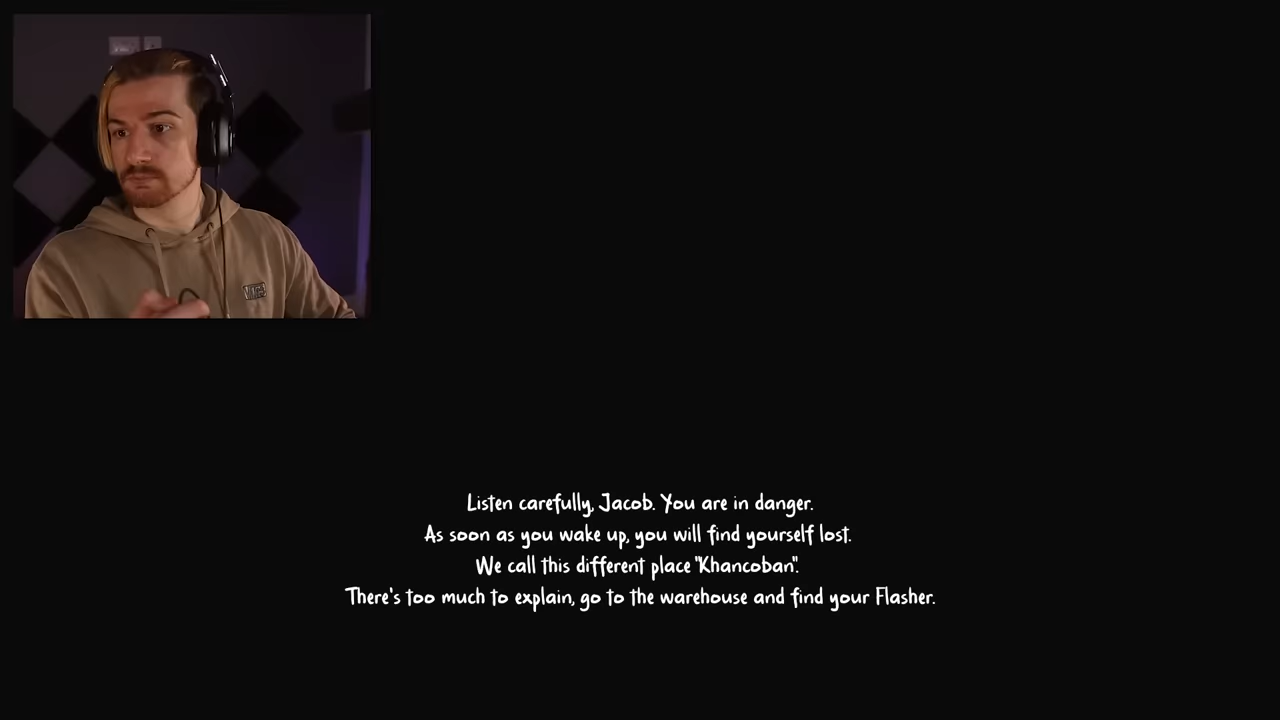 VANS
Listen carefully, Jacob. You are in danger.
As soon as you wake up, you will find yourself lost.
We call this different place "Khancoban".
There's too much to explain, go to the warehouse and find your Flasher.